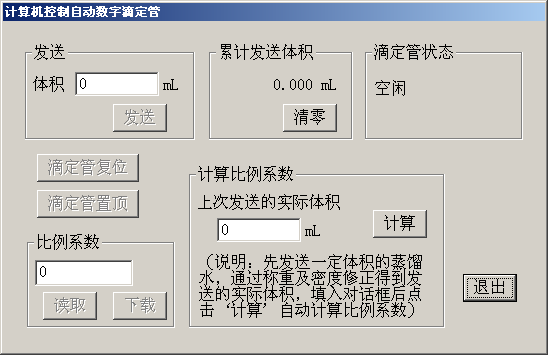 计算机控制自动数字滴定管
发送
体积 0 mL
发送
累计发送体积
0.000 mL
清零
滴定管状态
空闲
滴定管复位
滴定管置顶
比例系数
0
读取 下载
计算比例系数
上次发送的实际体积
0 mL
计算
（说明：先发送一定体积的蒸馏
水，通过称重及密度修正得到发
送的实际体积，填入对话框后点
击‘计算’自动计算比例系数）
退出